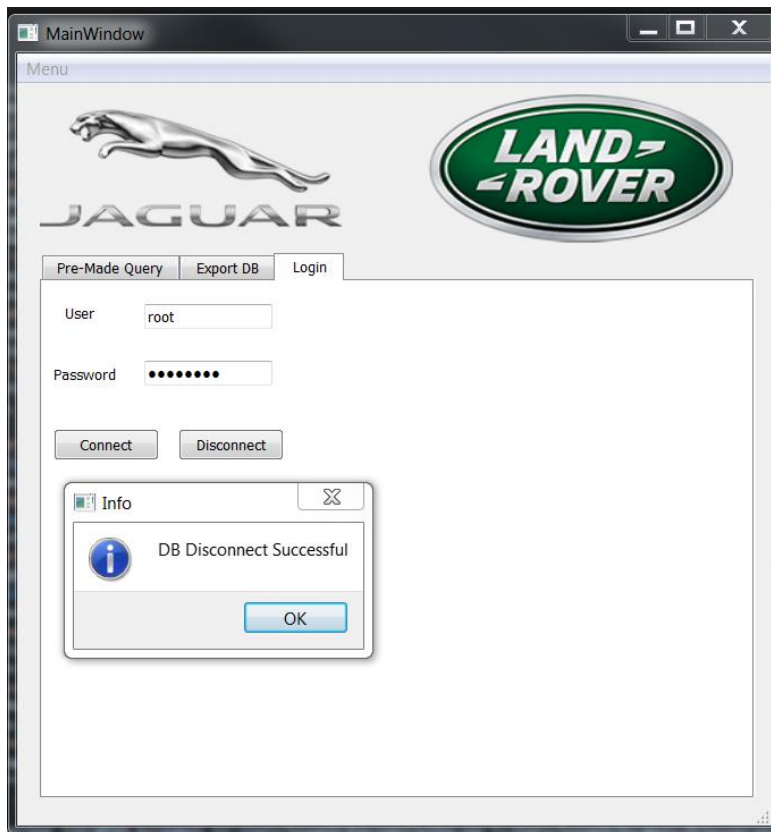 MainWindow
Menu
JAGUAR
LAND-
-ROVER
Pre-Made Query Export DB Login
User root
Password ••••••••
Connect Disconnect
Info
DB Disconnect Successful
OK